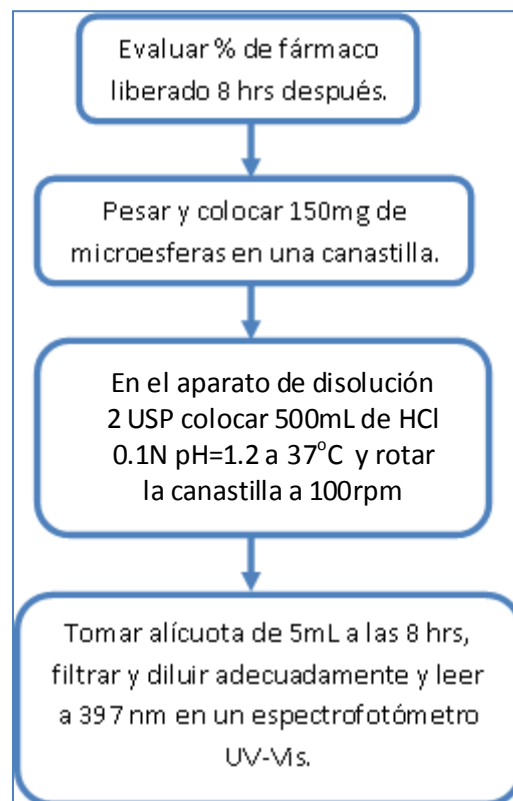 Evaluar % de fármaco
liberado 8 hrs después.
Pesar y colocar 150mg de
microesferas en una canastilla.
En el aparato de disolución
2 USP colocar 500mL de HCl
0.1N pH=1.2 a 37°C y rotar
la canastilla a 100rpm
Tomar alícuota de 5mL a las 8 hrs,
filtrar y diluir adecuadamente y leer
a 397 nm en un espectrofotómetro
UV-Vis.